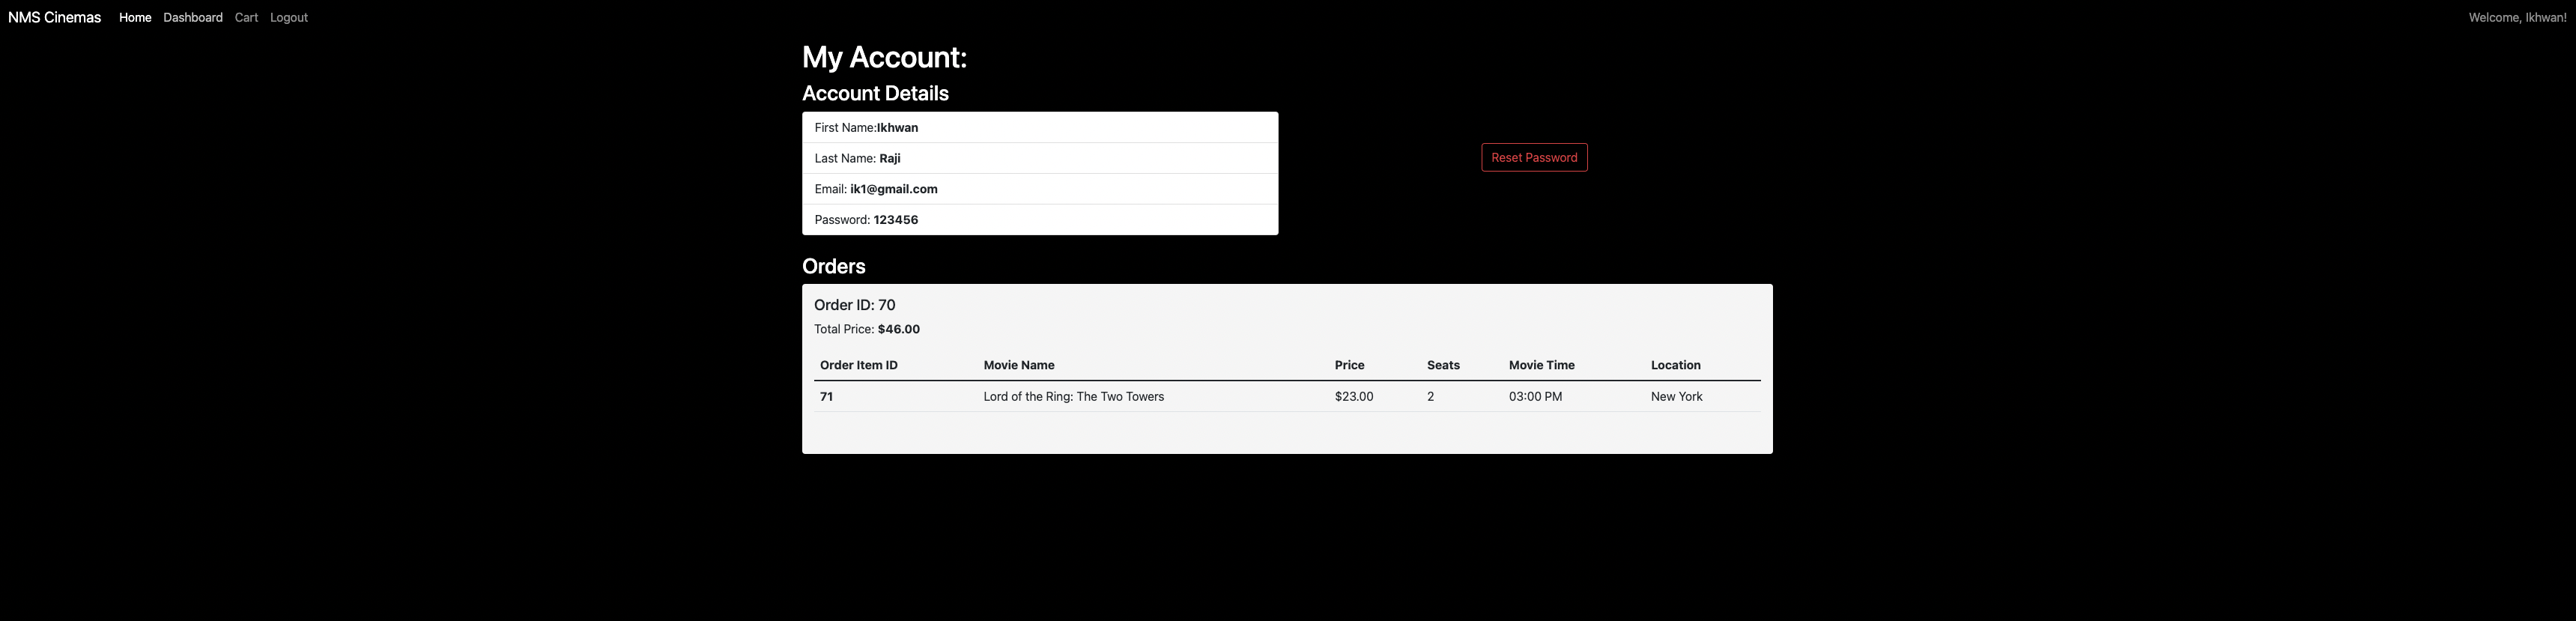 NMS Cinemas Home Dashboard Cart Logout Welcome, Ikhwan!
My Account:
Account Details
First Name:Ikhwan
Last Name: Raji
Email: ik1@gmail.com
Password: 123456
Reset Password
Orders
Order ID: 70
Total Price: $46.00
Order Item ID Movie Name Price Seats Movie Time Location
71 Lord of the Ring: The Two Towers $23.00 2 03:00 PM New York